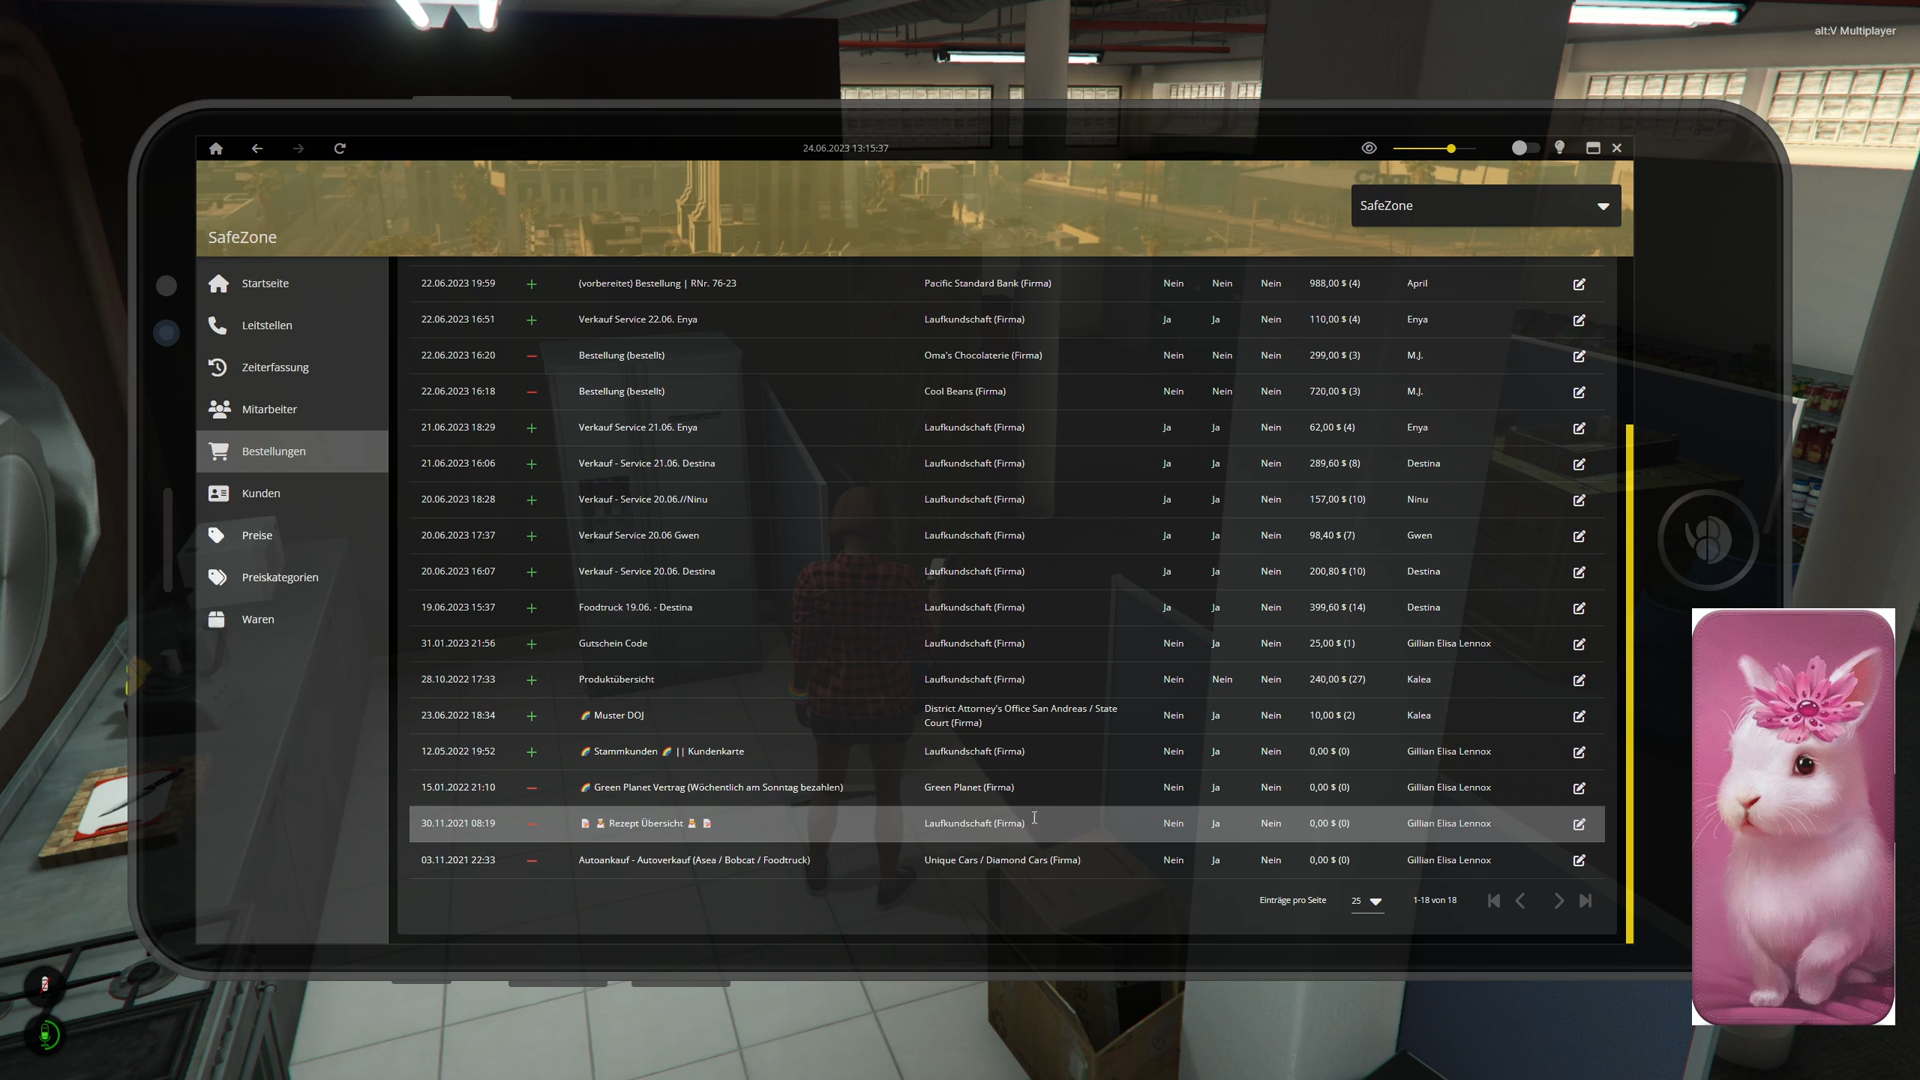 alt:V Multiplayer
24.06.2023 13:15:37
SafeZone
SafeZone
Startseite
Leitstellen
Zeiterfassung
Mitarbeiter
Bestellungen
Kunden
Preise
Preiskategorien
Waren
22.06.2023 19:59 + (vorbereitet) Bestellung | RNr. 76-23 Pacific Standard Bank (Firma) Nein Nein Nein 988,00 $ (4) April
22.06.2023 16:51 + Verkauf Service 22.06. Enya Laufkundschaft (Firma) Ja Ja Nein 110,00 $ (4) Enya
22.06.2023 16:20 − Bestellung (bestellt) Oma's Chocolaterie (Firma) Nein Nein Nein 299,00 $ (3) M.J.
22.06.2023 16:18 − Bestellung (bestellt) Cool Beans (Firma) Nein Nein Nein 720,00 $ (3) M.J.
21.06.2023 18:29 + Verkauf Service 21.06. Enya Laufkundschaft (Firma) Ja Ja Nein 62,00 $ (4) Enya
21.06.2023 16:06 + Verkauf - Service 21.06. Destina Laufkundschaft (Firma) Ja Ja Nein 289,60 $ (8) Destina
20.06.2023 18:28 + Verkauf - Service 20.06.//Ninu Laufkundschaft (Firma) Ja Ja Nein 157,00 $ (10) Ninu
20.06.2023 17:37 + Verkauf Service 20.06 Gwen Laufkundschaft (Firma) Ja Ja Nein 98,40 $ (7) Gwen
20.06.2023 16:07 + Verkauf - Service 20.06. Destina Laufkundschaft (Firma) Ja Ja Nein 200,80 $ (10) Destina
19.06.2023 15:37 + Foodtruck 19.06. - Destina Laufkundschaft (Firma) Ja Ja Nein 399,60 $ (14) Destina
31.01.2023 21:56 + Gutschein Code Laufkundschaft (Firma) Nein Ja Nein 25,00 $ (1) Gillian Elisa Lennox
28.10.2022 17:33 + Produktübersicht Laufkundschaft (Firma) Nein Nein Nein 240,00 $ (27) Kalea
23.06.2022 18:34 + 🌈 Muster DOJ District Attorney's Office San Andreas / State Court (Firma) Nein Ja Nein 10,00 $ (2) Kalea
12.05.2022 19:52 + 🌈 Stammkunden 🌈 || Kundenkarte Laufkundschaft (Firma) Nein Ja Nein 0,00 $ (0) Gillian Elisa Lennox
15.01.2022 21:10 − 🌈 Green Planet Vertrag (Wöchentlich am Sonntag bezahlen) Green Planet (Firma) Nein Ja Nein 0,00 $ (0) Gillian Elisa Lennox
30.11.2021 08:19 − Rezept Übersicht Laufkundschaft (Firma) Nein Ja Nein 0,00 $ (0) Gillian Elisa Lennox
03.11.2021 22:33 − Autoankauf - Autoverkauf (Asea / Bobcat / Foodtruck) Unique Cars / Diamond Cars (Firma) Nein Ja Nein 0,00 $ (0) Gillian Elisa Lennox
Einträge pro Seite 25 1-18 von 18